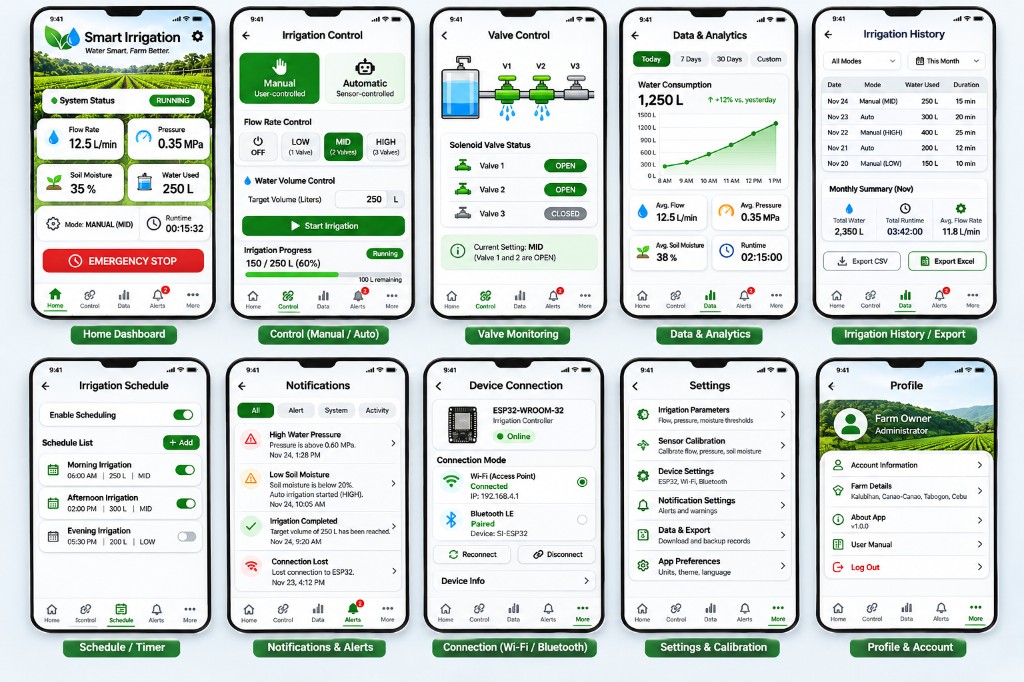 9:41
Smart Irrigation
Water Smart. Farm Better.
System Status
RUNNING
Flow Rate
12.5 L/min
Pressure
0.35 MPa
Soil Moisture
35 %
Water Used
250 L
Mode: MANUAL (MID)
Runtime
00:15:32
EMERGENCY STOP
2
Home
Control
Data
Alerts
More
Home Dashboard
9:41
Irrigation Control
Manual
User-controlled
Automatic
Sensor-controlled
Flow Rate Control
OFF
LOW
(1 Valve)
MID
(2 Valves)
HIGH
(3 Valves)
Water Volume Control
Target Volume (Liters)
250
L
Start Irrigation
Irrigation Progress
Running
150 / 250 L (60%)
100 L remaining
2
Home
Control
Data
Alerts
More
Control (Manual / Auto)
9:41
Valve Control
V1
V2
V3
Solenoid Valve Status
Valve 1
OPEN
Valve 2
OPEN
Valve 3
CLOSED
Current Setting: MID
(Valve 1 and 2 are OPEN)
2
Home
Control
Data
Alerts
More
Valve Monitoring
9:41
Data & Analytics
Today
7 Days
30 Days
Custom
Water Consumption
1,250 L
↑ +12% vs. yesterday
1500 L
1200 L
900 L
600 L
300 L
0 L
8 AM 9 AM 10 AM 11 AM 12 PM 1 PM
Avg. Flow
12.5 L/min
Avg. Pressure
0.35 MPa
Avg. Soil Moisture
38 %
Runtime
02:15:00
2
Home
Control
Data
Alerts
More
Data & Analytics
9:41
Irrigation History
All Modes
This Month
Date Mode Water Used Duration
Nov 24 Manual (MID) 250 L 15 min
Nov 23 Auto 300 L 20 min
Nov 22 Manual (HIGH) 400 L 25 min
Nov 21 Auto 200 L 12 min
Nov 20 Manual (LOW) 150 L 10 min
Monthly Summary (Nov)
Total Water
2,350 L
Total Runtime
03:42:00
Avg. Flow Rate
11.8 L/min
Export CSV
Export Excel
2
Home
Control
Data
Alerts
More
Irrigation History / Export
9:41
Irrigation Schedule
Enable Scheduling
Schedule List
+ Add
Morning Irrigation
06:00 AM | 250 L | MID
Afternoon Irrigation
02:00 PM | 300 L | MID
Evening Irrigation
05:30 PM | 200 L | LOW
Home
Scontrol
Schedule
Alerts
More
Schedule / Timer
9:41
Notifications
All
Alert
System
Activity
High Water Pressure
Pressure is above 0.60 MPa.
Nov 24, 1:28 PM
Low Soil Moisture
Soil moisture is below 20%.
Auto irrigation started (HIGH).
Nov 24, 10:05 AM
Irrigation Completed
Target volume of 250 L has been reached.
Nov 24, 9:20 AM
Connection Lost
Lost connection to ESP32.
Nov 23, 4:12 PM
2
Home
Control
Data
Alerts
More
Notifications & Alerts
9:41
Device Connection
ESP32-WROOM-32
Irrigation Controller
Online
Connection Mode
Wi-Fi (Access Point)
Connected
IP: 192.168.4.1
Bluetooth LE
Paired
Device: SI-ESP32
Reconnect
Disconnect
Device Info
Home
Control
Data
Alerts
More
Connection (Wi-Fi / Bluetooth)
9:41
Settings
Irrigation Parameters
Flow, pressure, moisture thresholds
Sensor Calibration
Calibrate flow, pressure, soil moisture
Device Settings
ESP32, Wi-Fi, Bluetooth
Notification Settings
Alerts and warnings
Data & Export
Download and backup records
App Preferences
Units, theme, language
Home
Control
Data
Alerts
More
Settings & Calibration
9:41
Profile
Farm Owner
Administrator
Account Information
Farm Details
Kalubihan, Canao-Canao, Tabogon, Cebu
About App
v1.0.0
User Manual
Log Out
Home
Control
Data
Alerts
More
Profile & Account